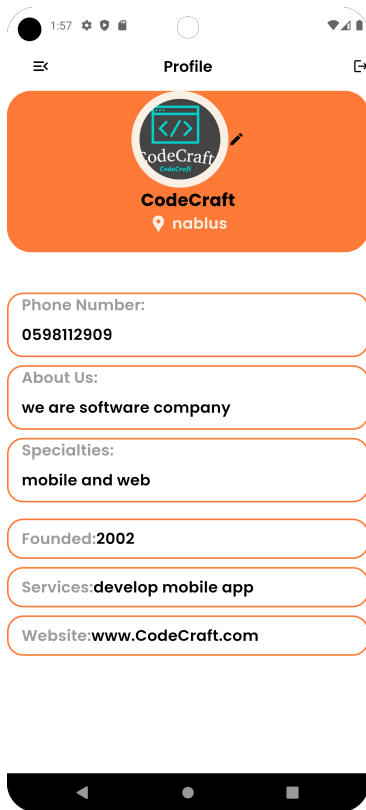 1:57
Profile
</>
CodeCraft
CodeCraft
CodeCraft
nablus
Phone Number:
0598112909
About Us:
we are software company
Specialties:
mobile and web
Founded:2002
Services:develop mobile app
Website:www.CodeCraft.com